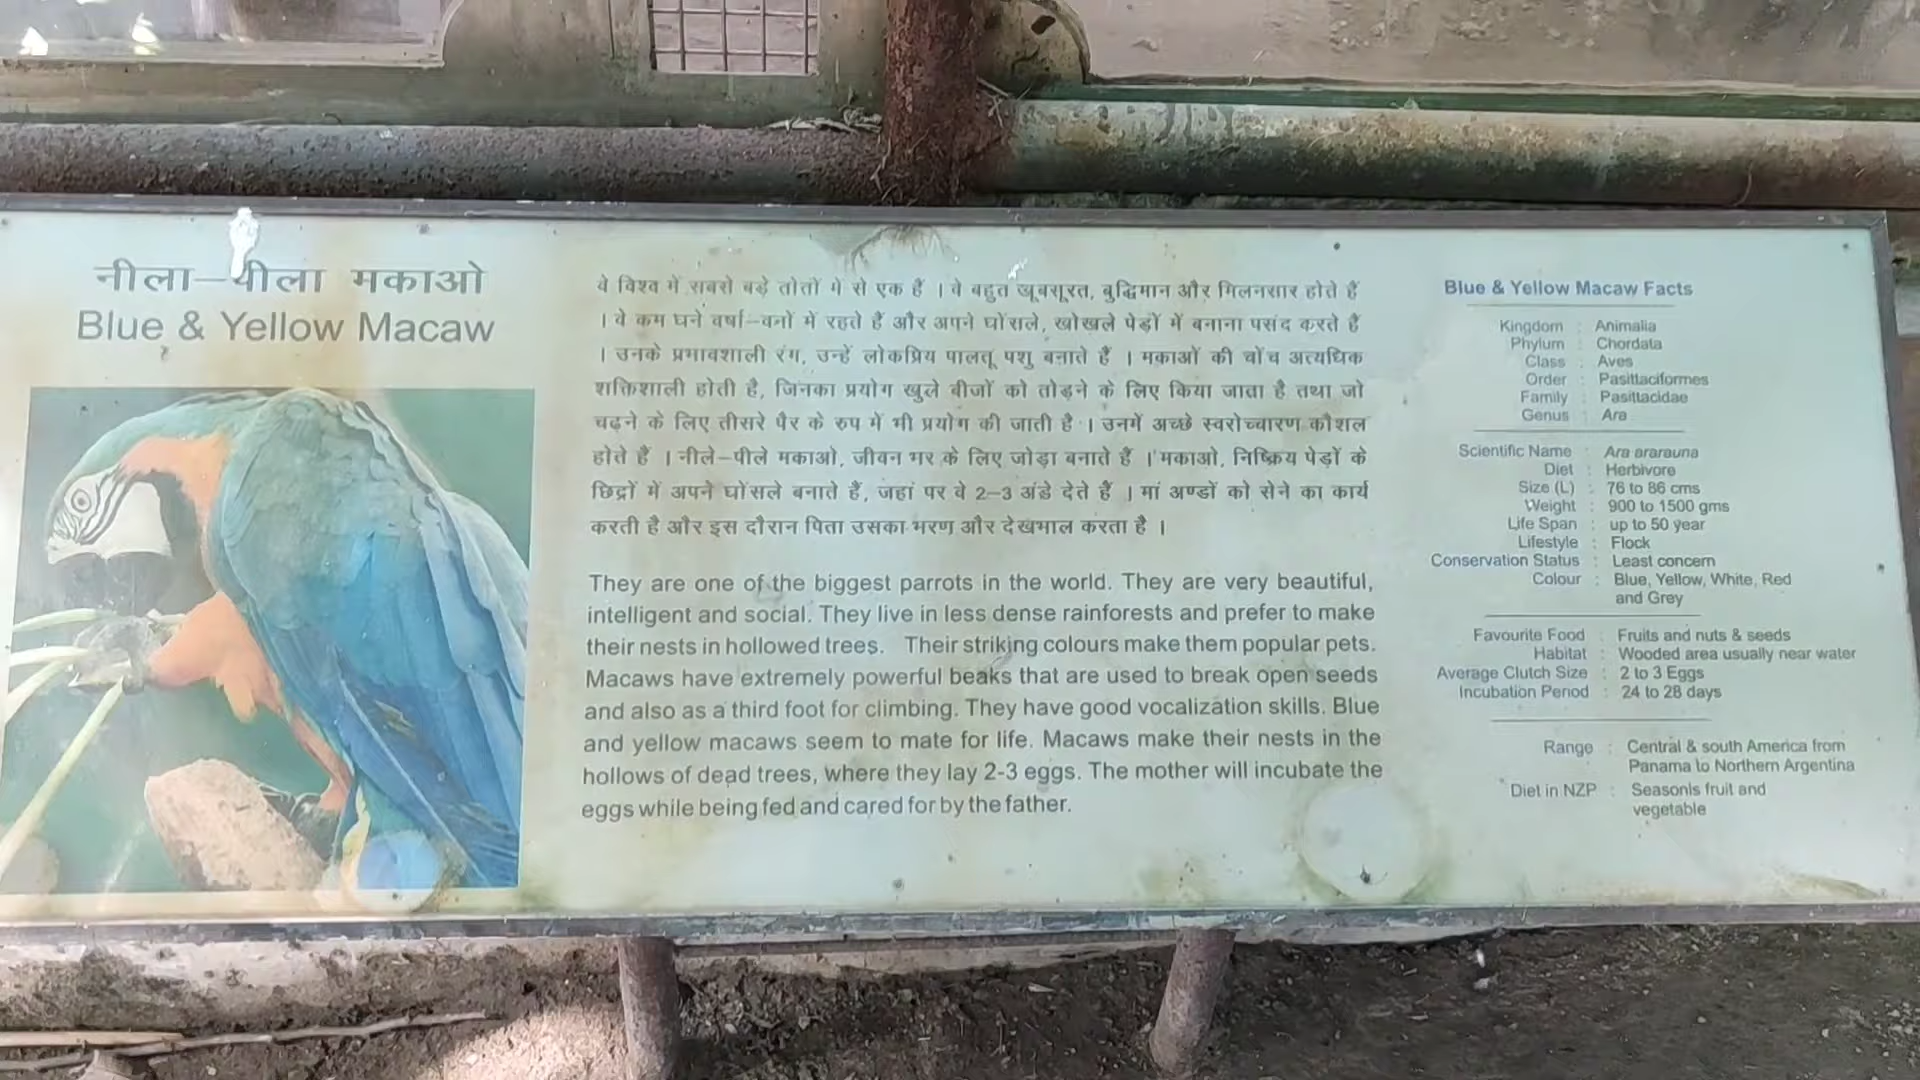 नीला–पीला मकाओ
Blue & Yellow Macaw
वे विश्व में सबसे बड़े तोतों में से एक हैं । वे बहुत खूबसूरत, बुद्धिमान और मिलनसार होते हैं
। वे कम घने वर्षा–वनों में रहते हैं और अपने घोंसले, खोखले पेड़ों में बनाना पसंद करते हैं
। उनके प्रभावशाली रंग, उन्हें लोकप्रिय पालतू पशु बनाते हैं । मकाओं की चोंच अत्यधिक
शक्तिशाली होती है, जिनका प्रयोग खुले बीजों को तोड़ने के लिए किया जाता है तथा जो
चढ़ने के लिए तीसरे पैर के रुप में भी प्रयोग की जाती है । उनमें अच्छे स्वरोच्चारण कौशल
होते हैं । नीले–पीले मकाओ, जीवन भर के लिए जोड़ा बनाते हैं । मकाओ, निष्क्रिय पेड़ों के
छिद्रों में अपने घोंसले बनाते हैं, जहां पर वे 2–3 अंडे देते हैं । मां अण्डों को सेने का कार्य
करती है और इस दौरान पिता उसका भरण और देखभाल करता है ।
They are one of the biggest parrots in the world. They are very beautiful,
intelligent and social. They live in less dense rainforests and prefer to make
their nests in hollowed trees. Their striking colours make them popular pets.
Macaws have extremely powerful beaks that are used to break open seeds
and also as a third foot for climbing. They have good vocalization skills. Blue
and yellow macaws seem to mate for life. Macaws make their nests in the
hollows of dead trees, where they lay 2-3 eggs. The mother will incubate the
eggs while being fed and cared for by the father.
Blue & Yellow Macaw Facts
Kingdom : Animalia
Phylum : Chordata
Class : Aves
Order : Pasittaciformes
Family : Pasittacidae
Genus : Ara
Scientific Name : Ara ararauna
Diet : Herbivore
Size (L) : 76 to 86 cms
Weight : 900 to 1500 gms
Life Span : up to 50 year
Lifestyle : Flock
Conservation Status : Least concern
Colour : Blue, Yellow, White, Red
and Grey
Favourite Food : Fruits and nuts & seeds
Habitat : Wooded area usually near water
Average Clutch Size : 2 to 3 Eggs
Incubation Period : 24 to 28 days
Range : Central & south America from
Panama to Northern Argentina
Diet in NZP : Seasonls fruit and
vegetable